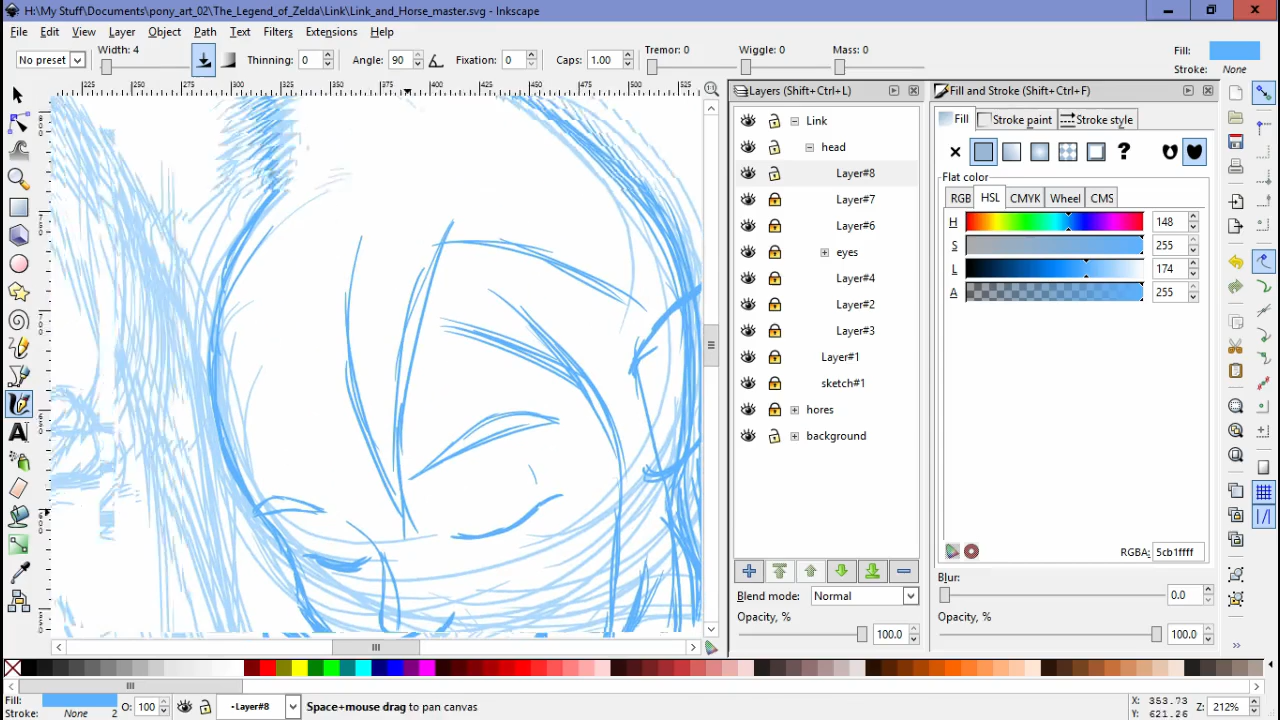 H:\My Stuff\Documents\pony_art_02\The_Legend_of_Zelda\Link\Link_and_Horse_master.svg - Inkscape
File Edit View Layer Object Path Text Filters Extensions Help
No preset Width: 4 Thinning: 0 Angle: 90 Fixation: 0 Caps: 1.00 Tremor: 0 Wiggle: 0 Mass: 0 Fill:
Stroke: None
Layers (Shift+Ctrl+L) Fill and Stroke (Shift+Ctrl+F)
Link
head
Layer#8
Layer#7
Layer#6
eyes
Layer#4
Layer#2
Layer#3
Layer#1
sketch#1
hores
background
Blend mode: Normal
Opacity, % 100.0
Fill Stroke paint Stroke style
?
Flat color
RGB HSL CMYK Wheel CMS
H 148
S 255
L 174
A 255
RGBA: 5cb1ffff
Blur:
0.0
Opacity, %
100.0
Fill:
Stroke: None 2 O: 100 •Layer#8 Space+mouse drag to pan canvas
X: 353.73
Y: 621.26
Z: 212%